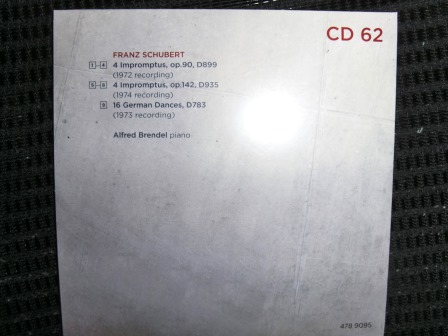 CD 62
FRANZ SCHUBERT
1-4 4 Impromptus, op.90, D899
(1972 recording)
5-8 4 Impromptus, op.142, D935
(1974 recording)
9 16 German Dances, D783
(1973 recording)
Alfred Brendel piano
478 9095